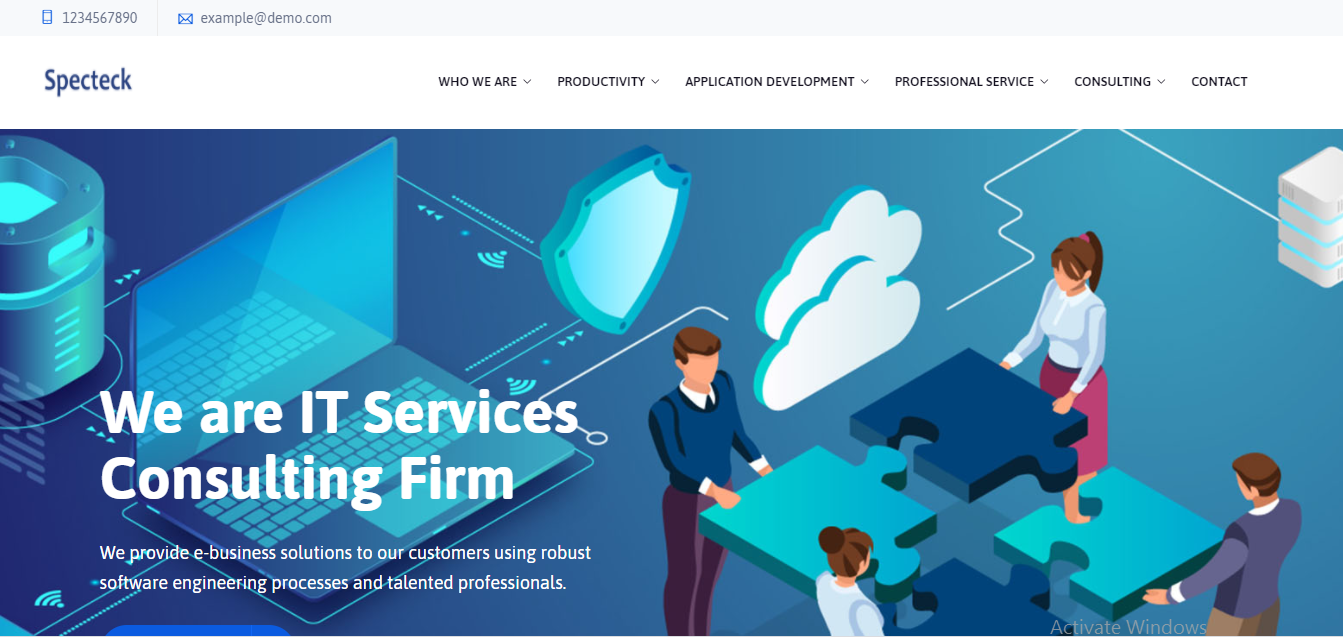 1234567890 example@demo.com
Specteck WHO WE ARE PRODUCTIVITY APPLICATION DEVELOPMENT PROFESSIONAL SERVICE CONSULTING CONTACT
We are IT Services
Consulting Firm
We provide e-business solutions to our customers using robust
software engineering processes and talented professionals.
Activate Windows